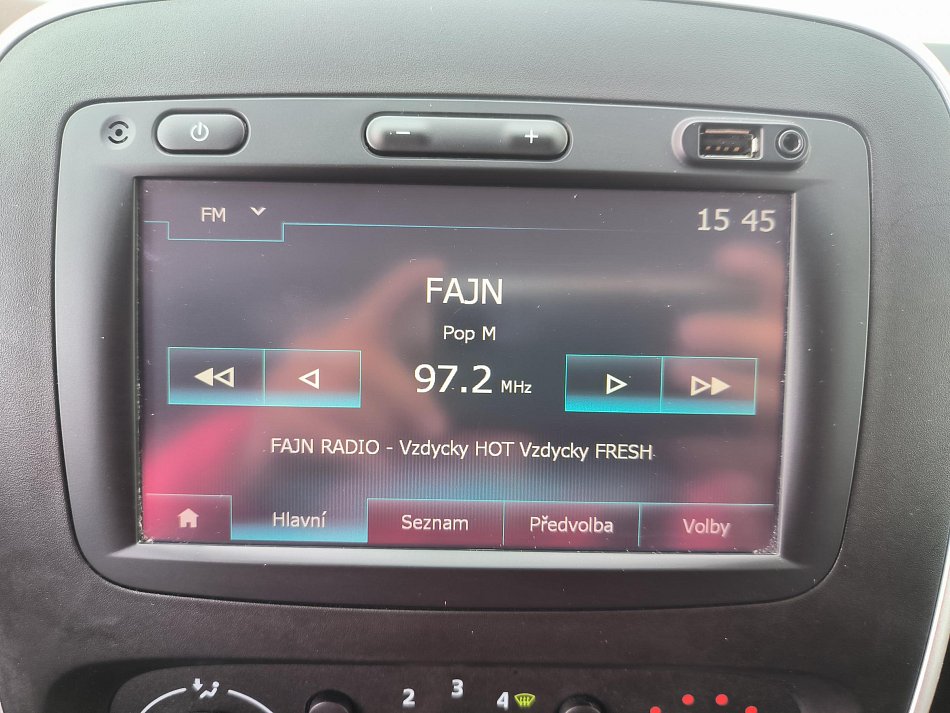 FM
15 45
FAJN
Pop M
97.2 MHz
FAJN RADIO - Vzdycky HOT Vzdycky FRESH
Hlavní Seznam Předvolba Volby
2 3 4